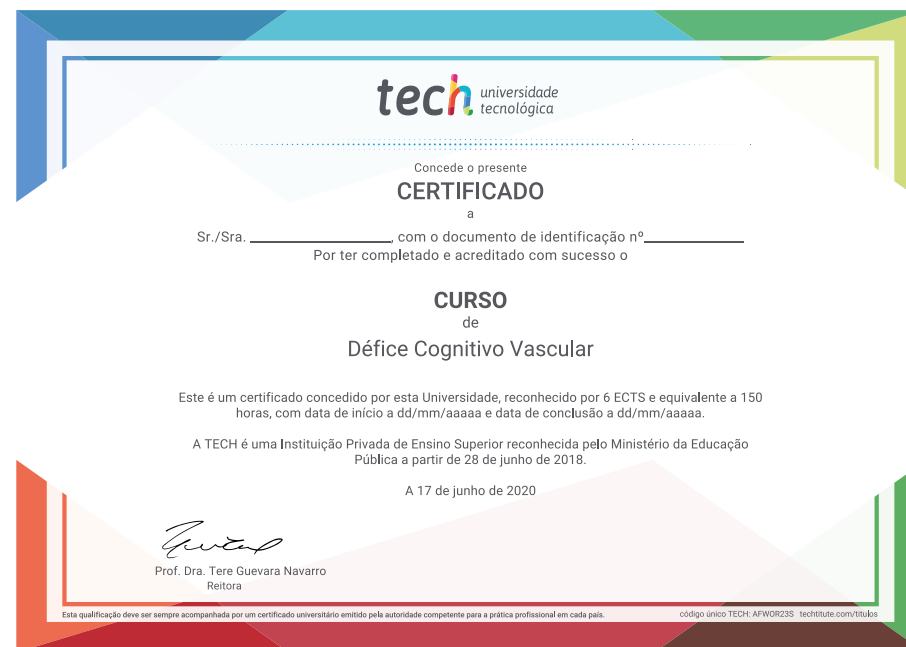 tech universidade
tecnológica
Concede o presente
CERTIFICADO
a
Sr./Sra. ________________, com o documento de identificação nº____________
Por ter completado e acreditado com sucesso o
CURSO
de
Défice Cognitivo Vascular
Este é um certificado concedido por esta Universidade, reconhecido por 6 ECTS e equivalente a 150
horas, com data de início a dd/mm/aaaaa e data de conclusão a dd/mm/aaaaa.
A TECH é uma Instituição Privada de Ensino Superior reconhecida pelo Ministério da Educação
Pública a partir de 28 de junho de 2018.
A 17 de junho de 2020
Prof. Dra. Tere Guevara Navarro
Reitora
Esta qualificação deve ser sempre acompanhada por um certificado universitário emitido pela autoridade competente para a prática profissional em cada país.
código único TECH: AFWOR23S techtitute.com/titulos